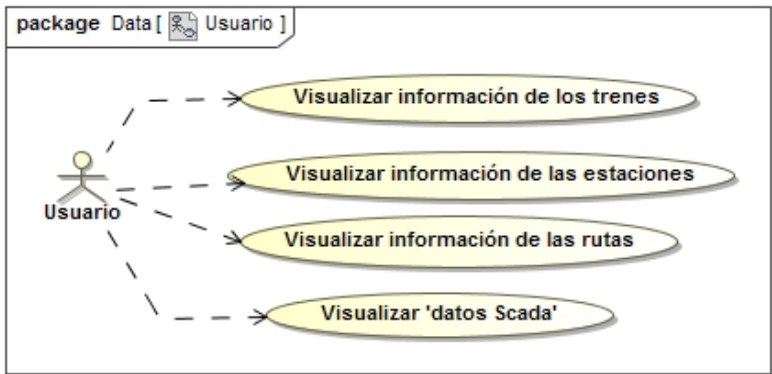 package Data [ Usuario ]
Visualizar información de los trenes
Visualizar información de las estaciones
Usuario
Visualizar información de las rutas
Visualizar 'datos Scada'